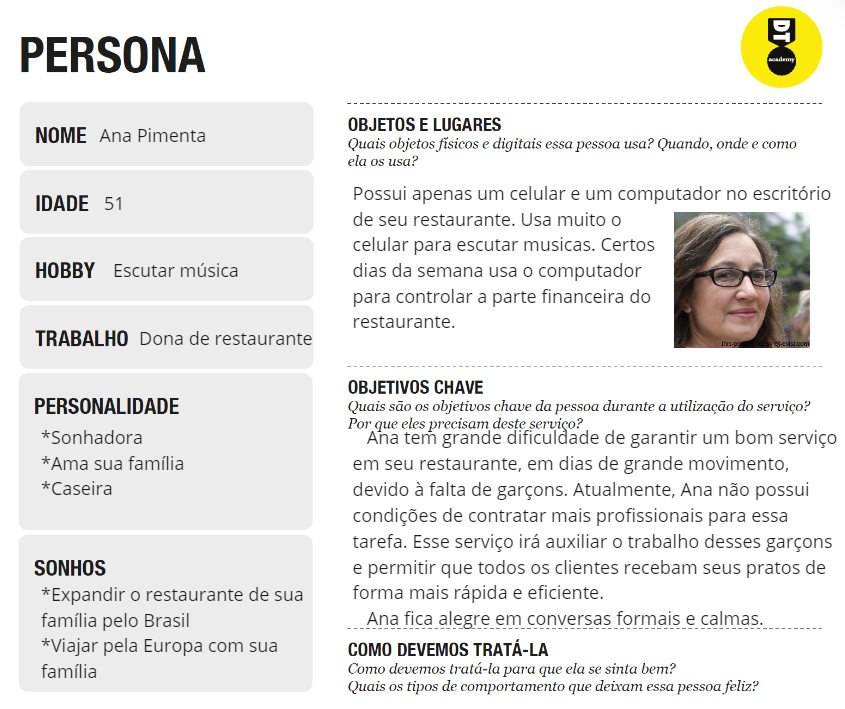 PERSONA
DT
academy
NOME Ana Pimenta
IDADE 51
HOBBY Escutar música
TRABALHO Dona de restaurante
PERSONALIDADE
*Sonhadora
*Ama sua família
*Caseira
SONHOS
*Expandir o restaurante de sua
família pelo Brasil
*Viajar pela Europa com sua
família
OBJETOS E LUGARES
Quais objetos físicos e digitais essa pessoa usa? Quando, onde e como
ela os usa?
Possui apenas um celular e um computador no escritório
de seu restaurante. Usa muito o
celular para escutar musicas. Certos
dias da semana usa o computador
para controlar a parte financeira do
restaurante.
OBJETIVOS CHAVE
Quais são os objetivos chave da pessoa durante a utilização do serviço?
Por que eles precisam deste serviço?
Ana tem grande dificuldade de garantir um bom serviço
em seu restaurante, em dias de grande movimento,
devido à falta de garçons. Atualmente, Ana não possui
condições de contratar mais profissionais para essa
tarefa. Esse serviço irá auxiliar o trabalho desses garçons
e permitir que todos os clientes recebam seus pratos de
forma mais rápida e eficiente.
Ana fica alegre em conversas formais e calmas.
COMO DEVEMOS TRATÁ-LA
Como devemos tratá-la para que ela se sinta bem?
Quais os tipos de comportamento que deixam essa pessoa feliz?